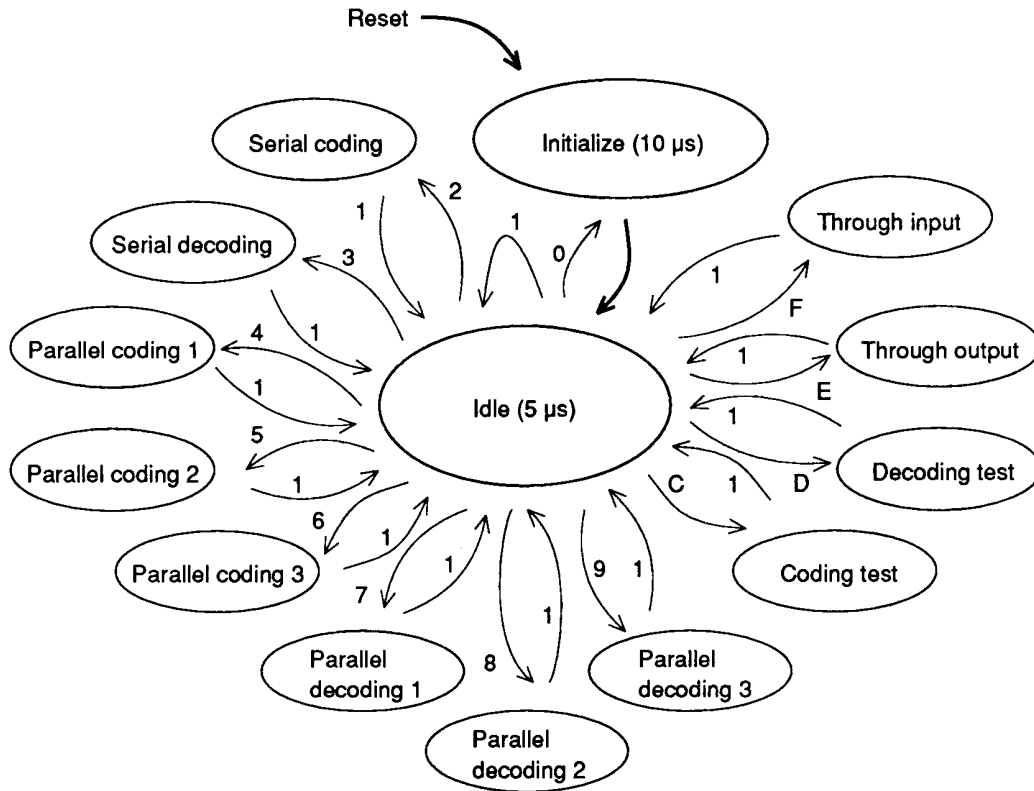 Reset
Initialize (10 µs)
Serial coding
Through input
Serial decoding
Parallel coding 1
Through output
Idle (5 µs)
Parallel coding 2
Decoding test
Parallel coding 3
Coding test
Parallel
decoding 1
Parallel
decoding 3
Parallel
decoding 2
1
2
1
0
3
1
1
F
4
1
1
E
5
1
1
D
C
1
6
1
7
1
8
1
9
1